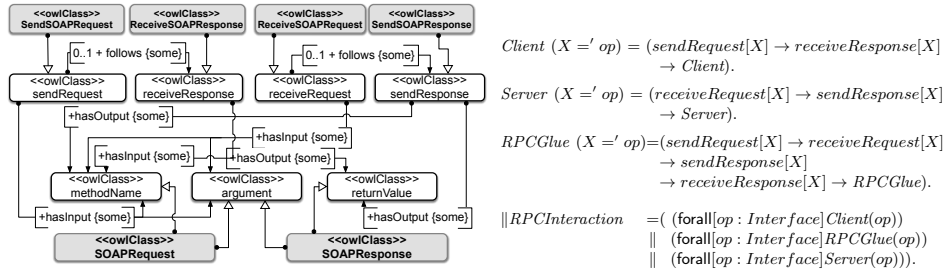 <<owlClass>>
SendSOAPRequest
<<owlClass>>
ReceiveSOAPResponse
<<owlClass>>
ReceiveSOAPRequest
<<owlClass>>
SendSOAPResponse
0..1 + follows {some}
0..1 + follows {some}
<<owlClass>>
sendRequest
<<owlClass>>
receiveResponse
<<owlClass>>
receiveRequest
<<owlClass>>
sendResponse
+hasOutput {some}
+hasInput {some}
+hasInput {some}
+hasOutput {some}
<<owlClass>>
methodName
<<owlClass>>
argument
<<owlClass>>
returnValue
+hasInput {some}
+hasOutput {some}
<<owlClass>>
SOAPRequest
<<owlClass>>
SOAPResponse
Client (X =′ op) = (sendRequest[X] → receiveResponse[X]
→ Client).
Server (X =′ op) = (receiveRequest[X] → sendResponse[X]
→ Server).
RPCGlue (X =′ op)=(sendRequest[X] → receiveRequest[X]
→ sendResponse[X]
→ receiveResponse[X] → RPCGlue).
‖RPCInteraction =( (forall[op : Interface]Client(op))
‖ (forall[op : Interface]RPCGlue(op))
‖ (forall[op : Interface]Server(op))).